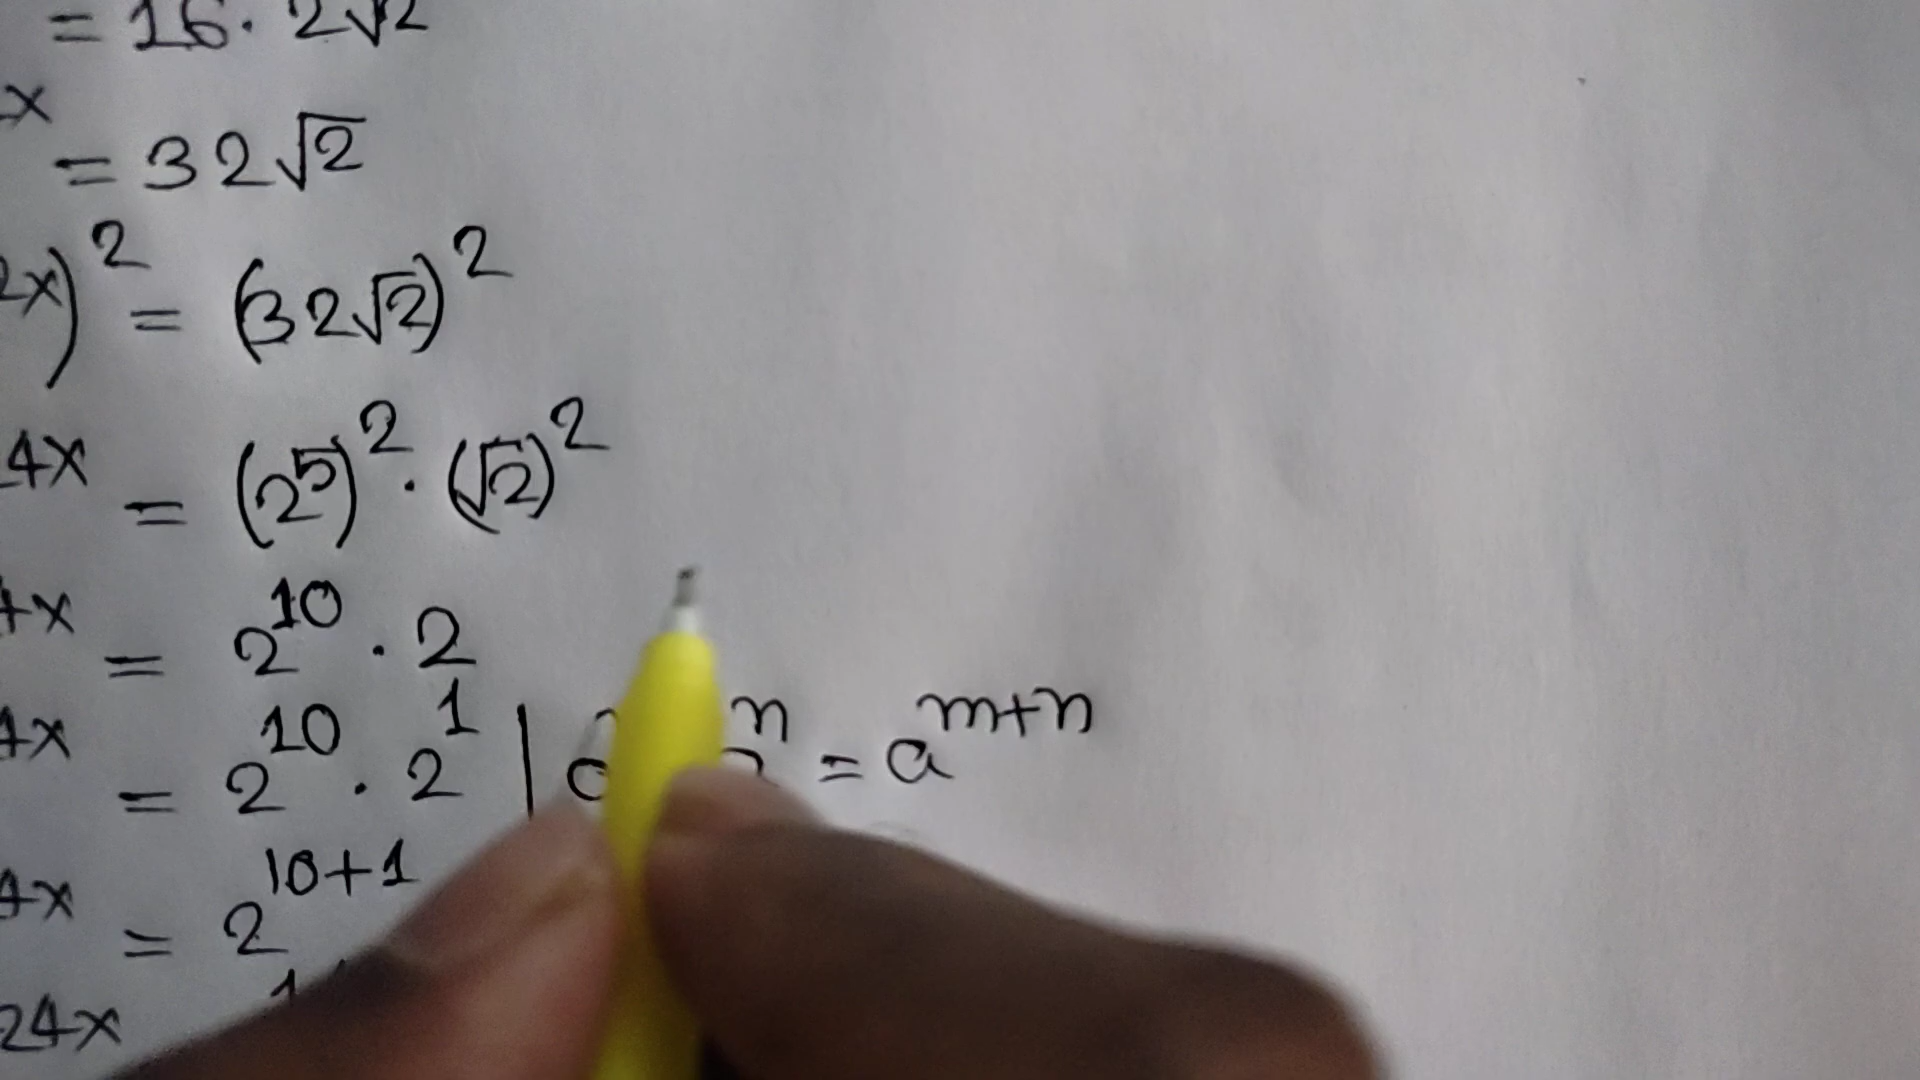 = 16 · 2√2
x = 32√2
2x)² = (32√2)²
4x = (2⁵)² · (√2)²
4x = 2¹⁰ · 2
4x = 2¹⁰ · 2¹ | a n = a^(m+n)
4x = 2^(10+1)
24x